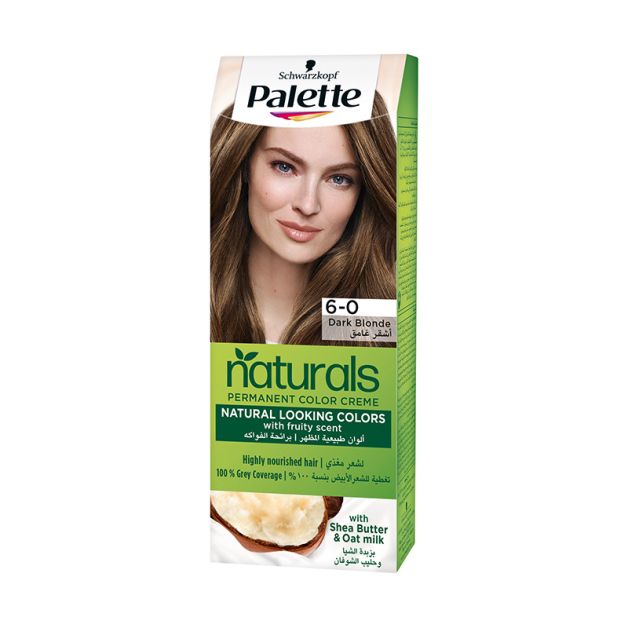 Schwarzkopf
Palette
6-0
Dark Blonde
أشقر غامق
naturals
PERMANENT COLOR CREME
NATURAL LOOKING COLORS
with fruity scent
ألوان طبيعية المظهر | برائحة الفواكه
Highly nourished hair | لشعر مغذي
100 % Grey Coverage | تغطية للشعر الأبيض بنسبة ١٠٠ %
with
Shea Butter
& Oat milk
بزبدة الشيا
وحليب الشوفان